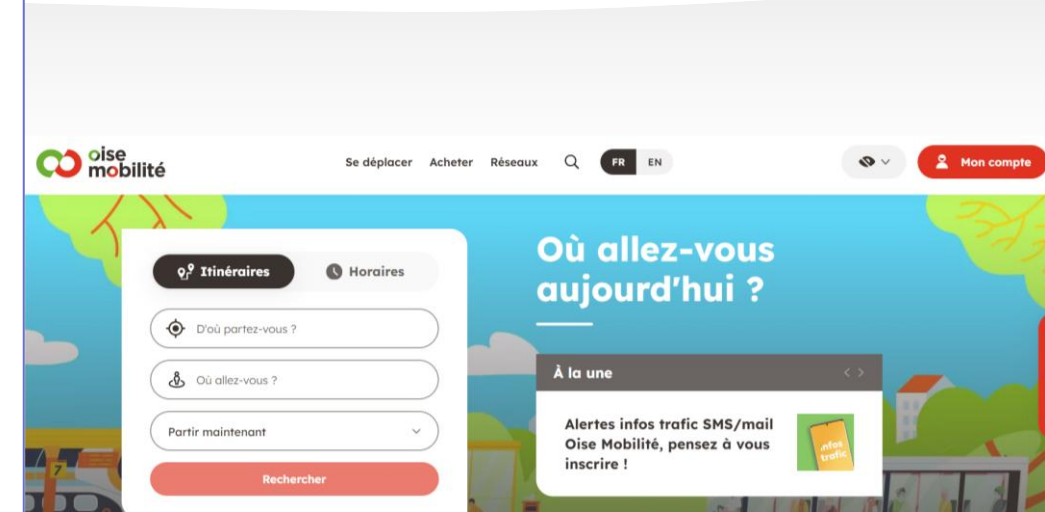 oise
mobilité
Se déplacer
Acheter
Réseaux
FR
EN
Mon compte
Itinéraires
Horaires
D'où partez-vous ?
Où allez-vous ?
Partir maintenant
Rechercher
Où allez-vous
aujourd'hui ?
À la une
Alertes infos trafic SMS/mail
Oise Mobilité, pensez à vous
inscrire !
infos
trafic
7